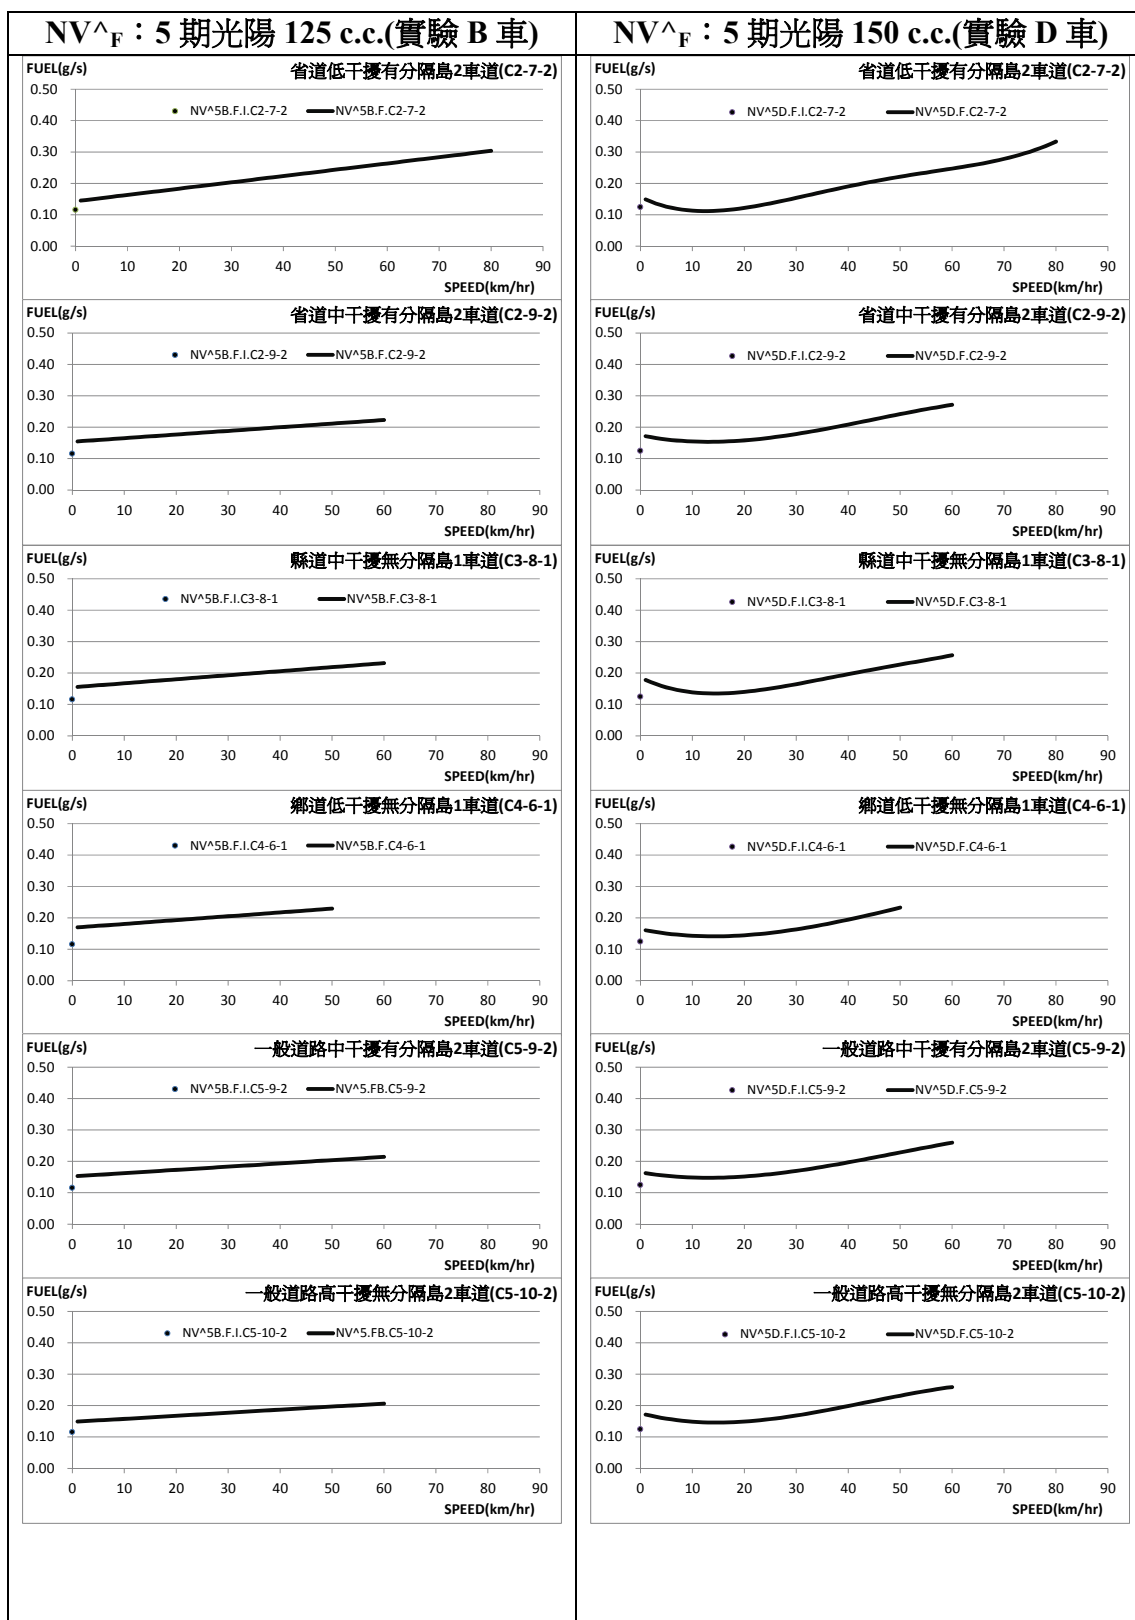 NV^F：5 期光陽 125 c.c.(實驗 B 車)
FUEL(g/s)
省道低干擾有分隔島2車道(C2-7-2)
NV^5B.F.I.C2-7-2 NV^5B.F.C2-7-2
0.50
0.40
0.30
0.20
0.10
0.00
0 10 20 30 40 50 60 70 80 90
SPEED(km/hr)
FUEL(g/s)
省道中干擾有分隔島2車道(C2-9-2)
NV^5B.F.I.C2-9-2 NV^5B.F.C2-9-2
0.50
0.40
0.30
0.20
0.10
0.00
0 10 20 30 40 50 60 70 80 90
SPEED(km/hr)
FUEL(g/s)
縣道中干擾無分隔島1車道(C3-8-1)
NV^5B.F.I.C3-8-1 NV^5B.F.C3-8-1
0.50
0.40
0.30
0.20
0.10
0.00
0 10 20 30 40 50 60 70 80 90
SPEED(km/hr)
FUEL(g/s)
鄉道低干擾無分隔島1車道(C4-6-1)
NV^5B.F.I.C4-6-1 NV^5B.F.C4-6-1
0.50
0.40
0.30
0.20
0.10
0.00
0 10 20 30 40 50 60 70 80 90
SPEED(km/hr)
FUEL(g/s)
一般道路中干擾有分隔島2車道(C5-9-2)
NV^5B.F.I.C5-9-2 NV^5.FB.C5-9-2
0.50
0.40
0.30
0.20
0.10
0.00
0 10 20 30 40 50 60 70 80 90
SPEED(km/hr)
FUEL(g/s)
一般道路高干擾無分隔島2車道(C5-10-2)
NV^5B.F.I.C5-10-2 NV^5.FB.C5-10-2
0.50
0.40
0.30
0.20
0.10
0.00
0 10 20 30 40 50 60 70 80 90
SPEED(km/hr)
NV^F：5 期光陽 150 c.c.(實驗 D 車)
FUEL(g/s)
省道低干擾有分隔島2車道(C2-7-2)
NV^5D.F.I.C2-7-2 NV^5D.F.C2-7-2
0.50
0.40
0.30
0.20
0.10
0.00
0 10 20 30 40 50 60 70 80 90
SPEED(km/hr)
FUEL(g/s)
省道中干擾有分隔島2車道(C2-9-2)
NV^5D.F.I.C2-9-2 NV^5D.F.C2-9-2
0.50
0.40
0.30
0.20
0.10
0.00
0 10 20 30 40 50 60 70 80 90
SPEED(km/hr)
FUEL(g/s)
縣道中干擾無分隔島1車道(C3-8-1)
NV^5D.F.I.C3-8-1 NV^5D.F.C3-8-1
0.50
0.40
0.30
0.20
0.10
0.00
0 10 20 30 40 50 60 70 80 90
SPEED(km/hr)
FUEL(g/s)
鄉道低干擾無分隔島1車道(C4-6-1)
NV^5D.F.I.C4-6-1 NV^5D.F.C4-6-1
0.50
0.40
0.30
0.20
0.10
0.00
0 10 20 30 40 50 60 70 80 90
SPEED(km/hr)
FUEL(g/s)
一般道路中干擾有分隔島2車道(C5-9-2)
NV^5D.F.I.C5-9-2 NV^5D.F.C5-9-2
0.50
0.40
0.30
0.20
0.10
0.00
0 10 20 30 40 50 60 70 80 90
SPEED(km/hr)
FUEL(g/s)
一般道路高干擾無分隔島2車道(C5-10-2)
NV^5D.F.I.C5-10-2 NV^5D.F.C5-10-2
0.50
0.40
0.30
0.20
0.10
0.00
0 10 20 30 40 50 60 70 80 90
SPEED(km/hr)